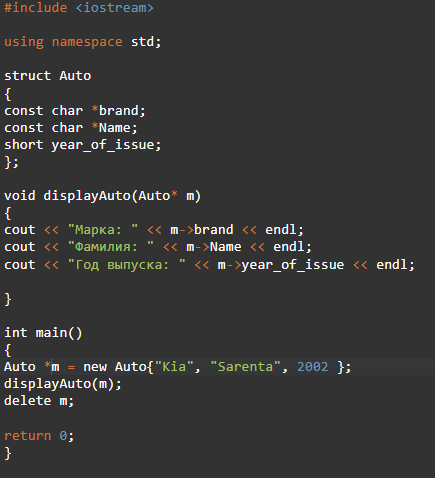 #include <iostream>
using namespace std;
struct Auto
{
const char *brand;
const char *Name;
short year_of_issue;
};
void displayAuto(Auto* m)
{
cout << "Марка: " << m->brand << endl;
cout << "Фамилия: " << m->Name << endl;
cout << "Год выпуска: " << m->year_of_issue << endl;
}
int main()
{
Auto *m = new Auto{"Kia", "Sarenta", 2002 };
displayAuto(m);
delete m;
return 0;
}